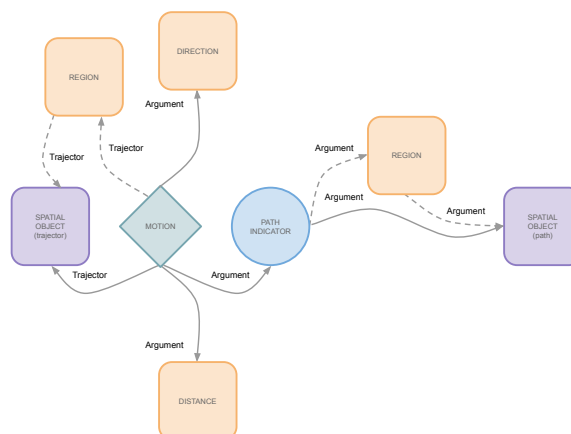 DIRECTION
REGION
Argument
Argument
REGION
Trajector
Trajector
Argument
Argument
SPATIAL
OBJECT
(trajector)
MOTION
PATH
INDICATOR
SPATIAL
OBJECT
(path)
Trajector
Argument
Argument
DISTANCE